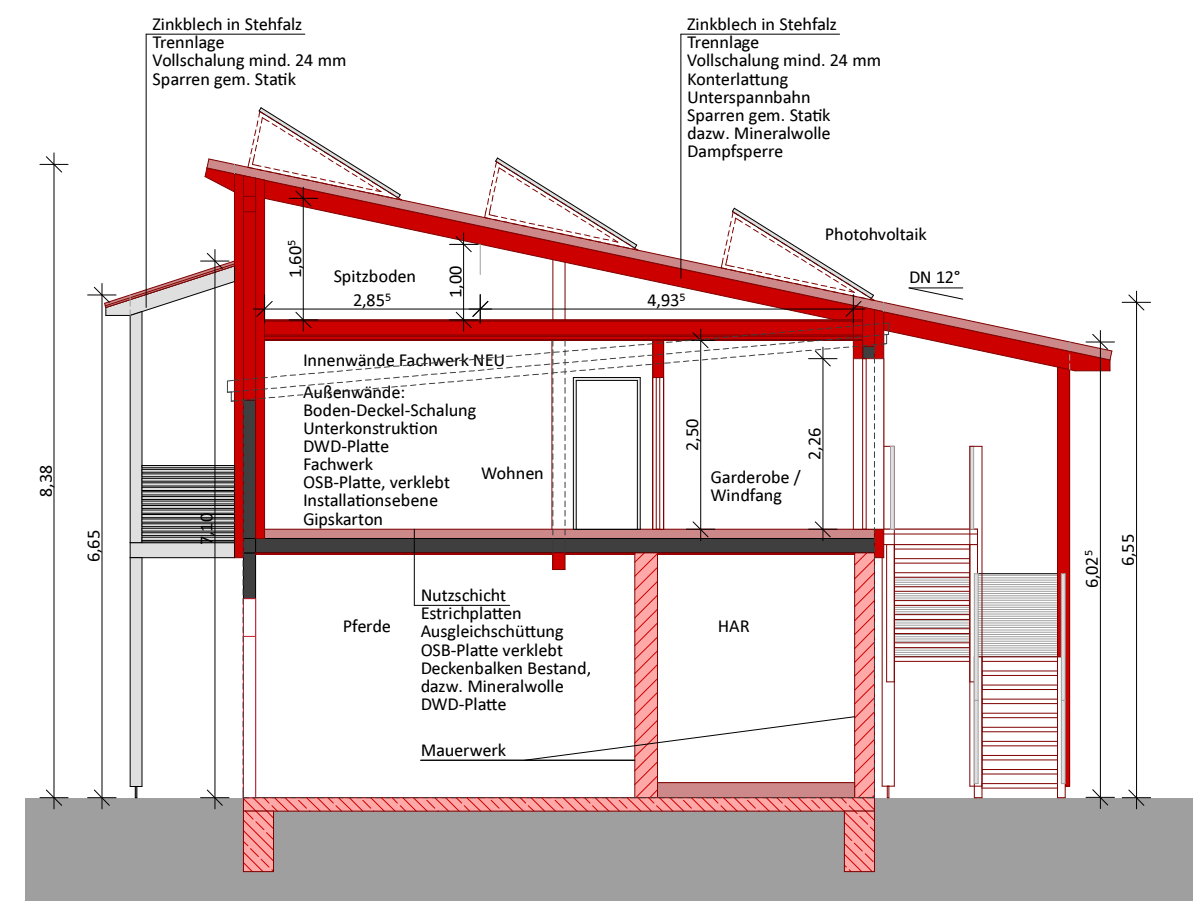 Zinkblech in Stehfalz
Trennlage
Vollschalung mind. 24 mm
Sparren gem. Statik
Zinkblech in Stehfalz
Trennlage
Vollschalung mind. 24 mm
Konterlattung
Unterspannbahn
Sparren gem. Statik
dazw. Mineralwolle
Dampfsperre
Photohvoltaik
DN 12°
1,60⁵
1,00
Spitzboden
2,85⁵
4,93⁵
Innenwände Fachwerk NEU
Außenwände:
Boden-Deckel-Schalung
Unterkonstruktion
DWD-Platte
Fachwerk
OSB-Platte, verklebt
Installationsebene
Gipskarton
Wohnen
2,50
2,26
Garderobe /
Windfang
8,38
6,65
7,10
6,02⁵
6,55
Pferde
HAR
Nutzschicht
Estrichplatten
Ausgleichschüttung
OSB-Platte verklebt
Deckenbalken Bestand,
dazw. Mineralwolle
DWD-Platte
Mauerwerk